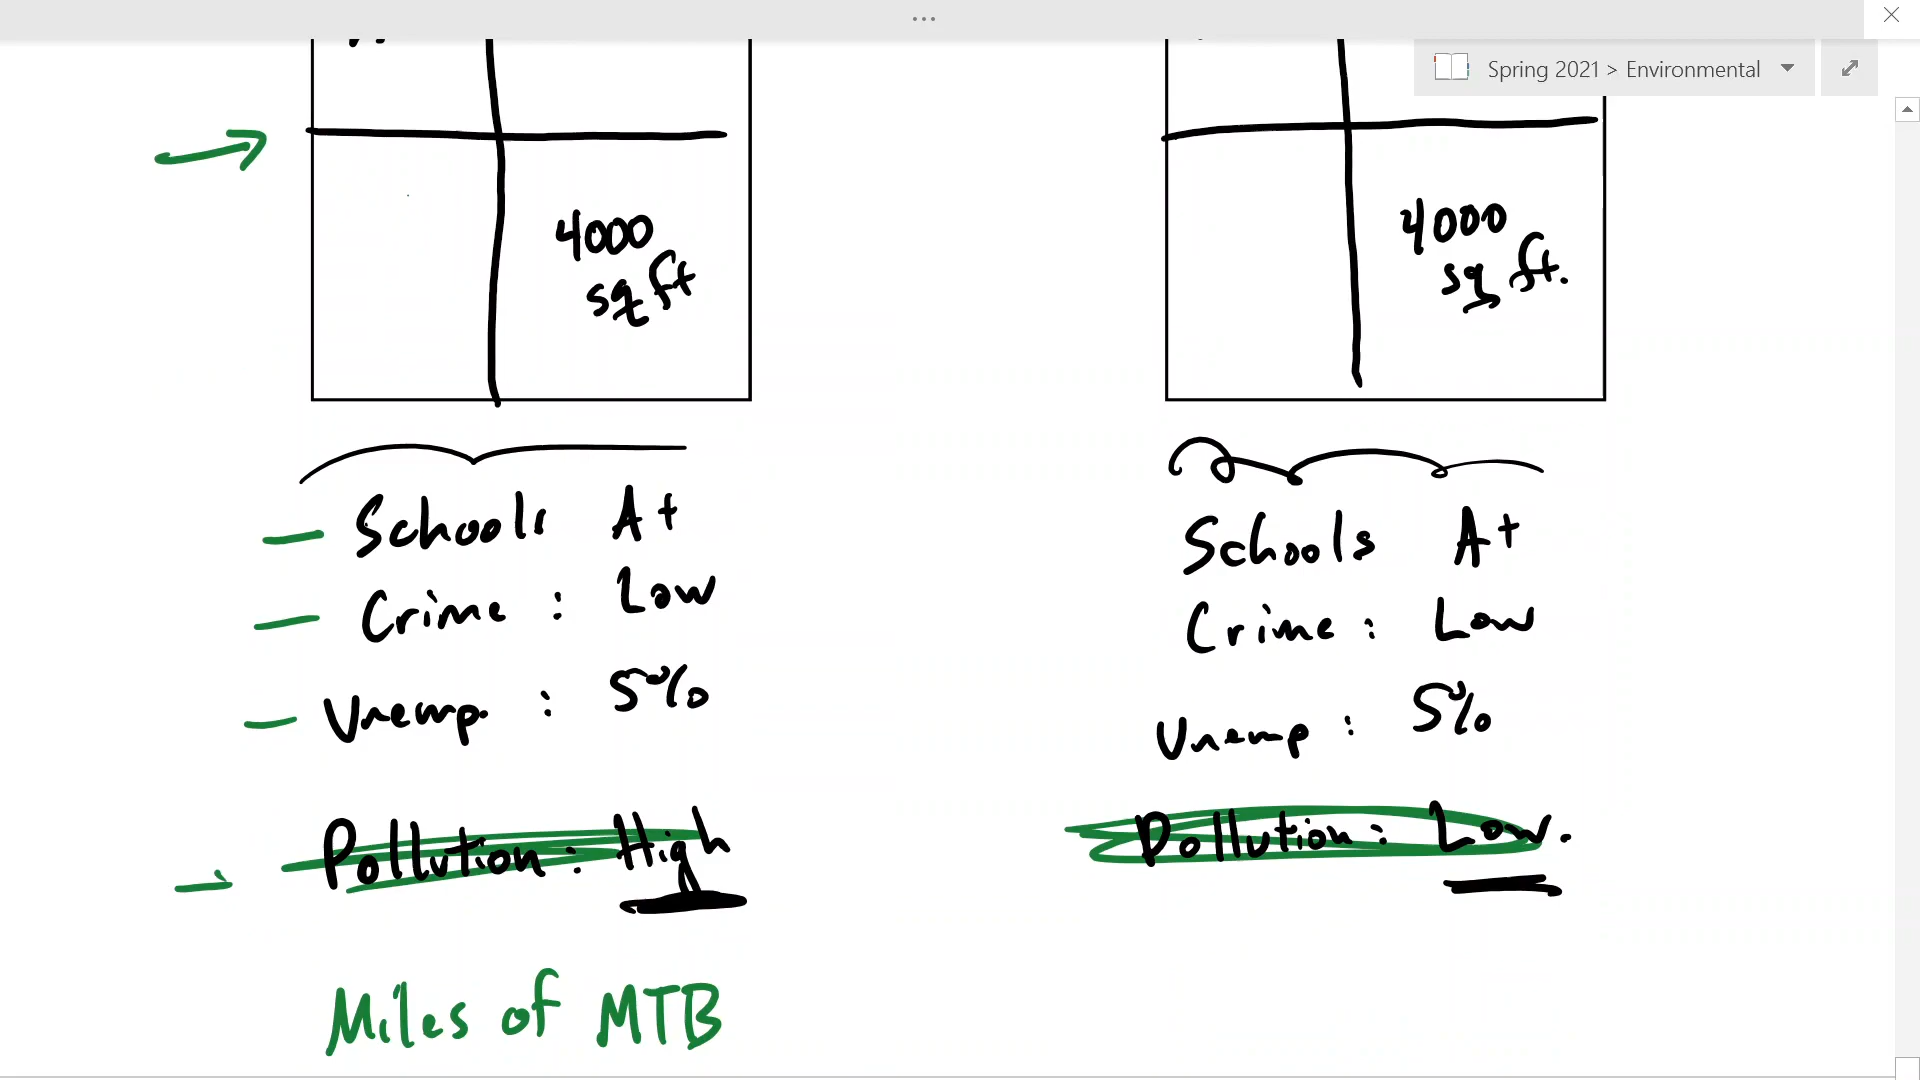 Spring 2021 > Environmental
4000
sq ft
4000
sq ft.
Schools A+
Crime: Low
Unemp.: 5%
Pollution: High
Miles of MTB
Schools A+
Crime: Low
Unemp: 5%
Pollution: Low.